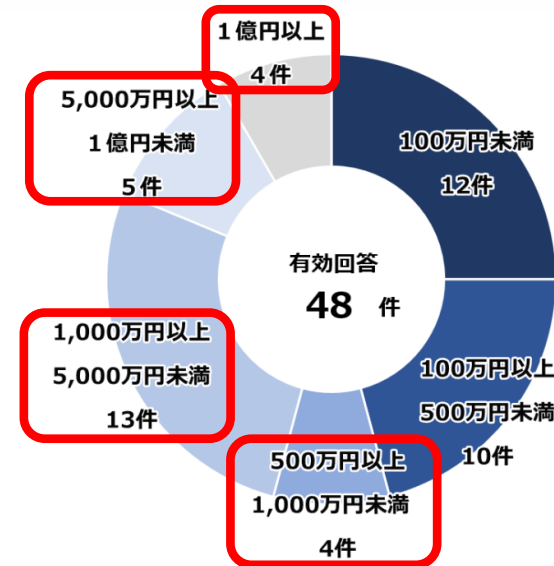 １億円以上
４件
5,000万円以上
１億円未満
５件
100万円未満
12件
有効回答
48 件
1,000万円以上
5,000万円未満
13件
100万円以上
500万円未満
10件
500万円以上
1,000万円未満
4件